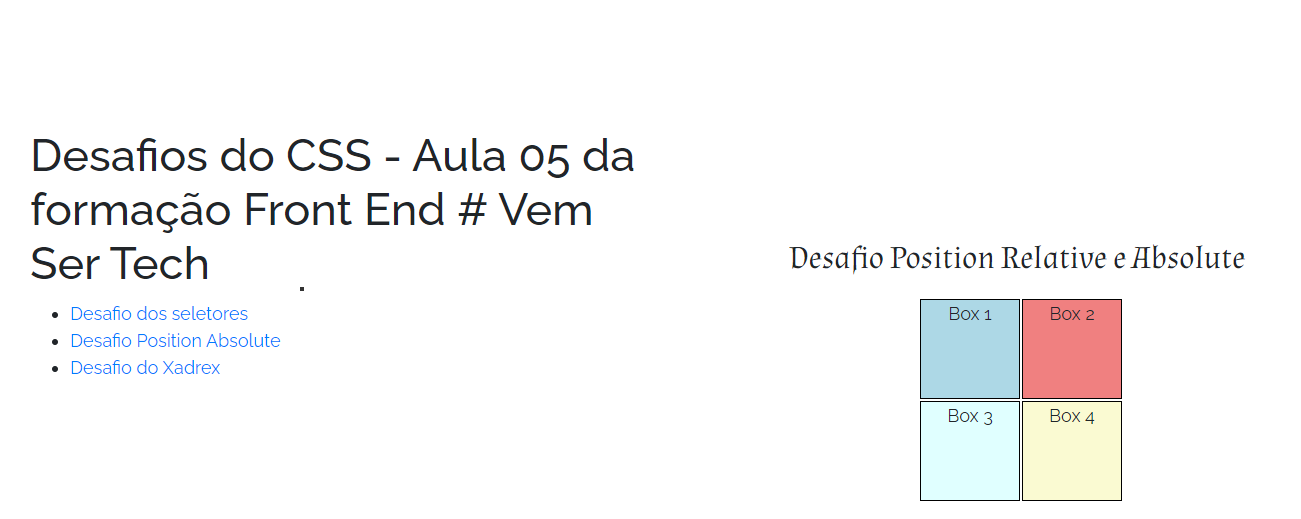 Desafios do CSS - Aula 05 da
formação Front End # Vem
Ser Tech
Desafio dos seletores
Desafio Position Absolute
Desafio do Xadrex
Desafio Position Relative e Absolute
Box 1
Box 2
Box 3
Box 4